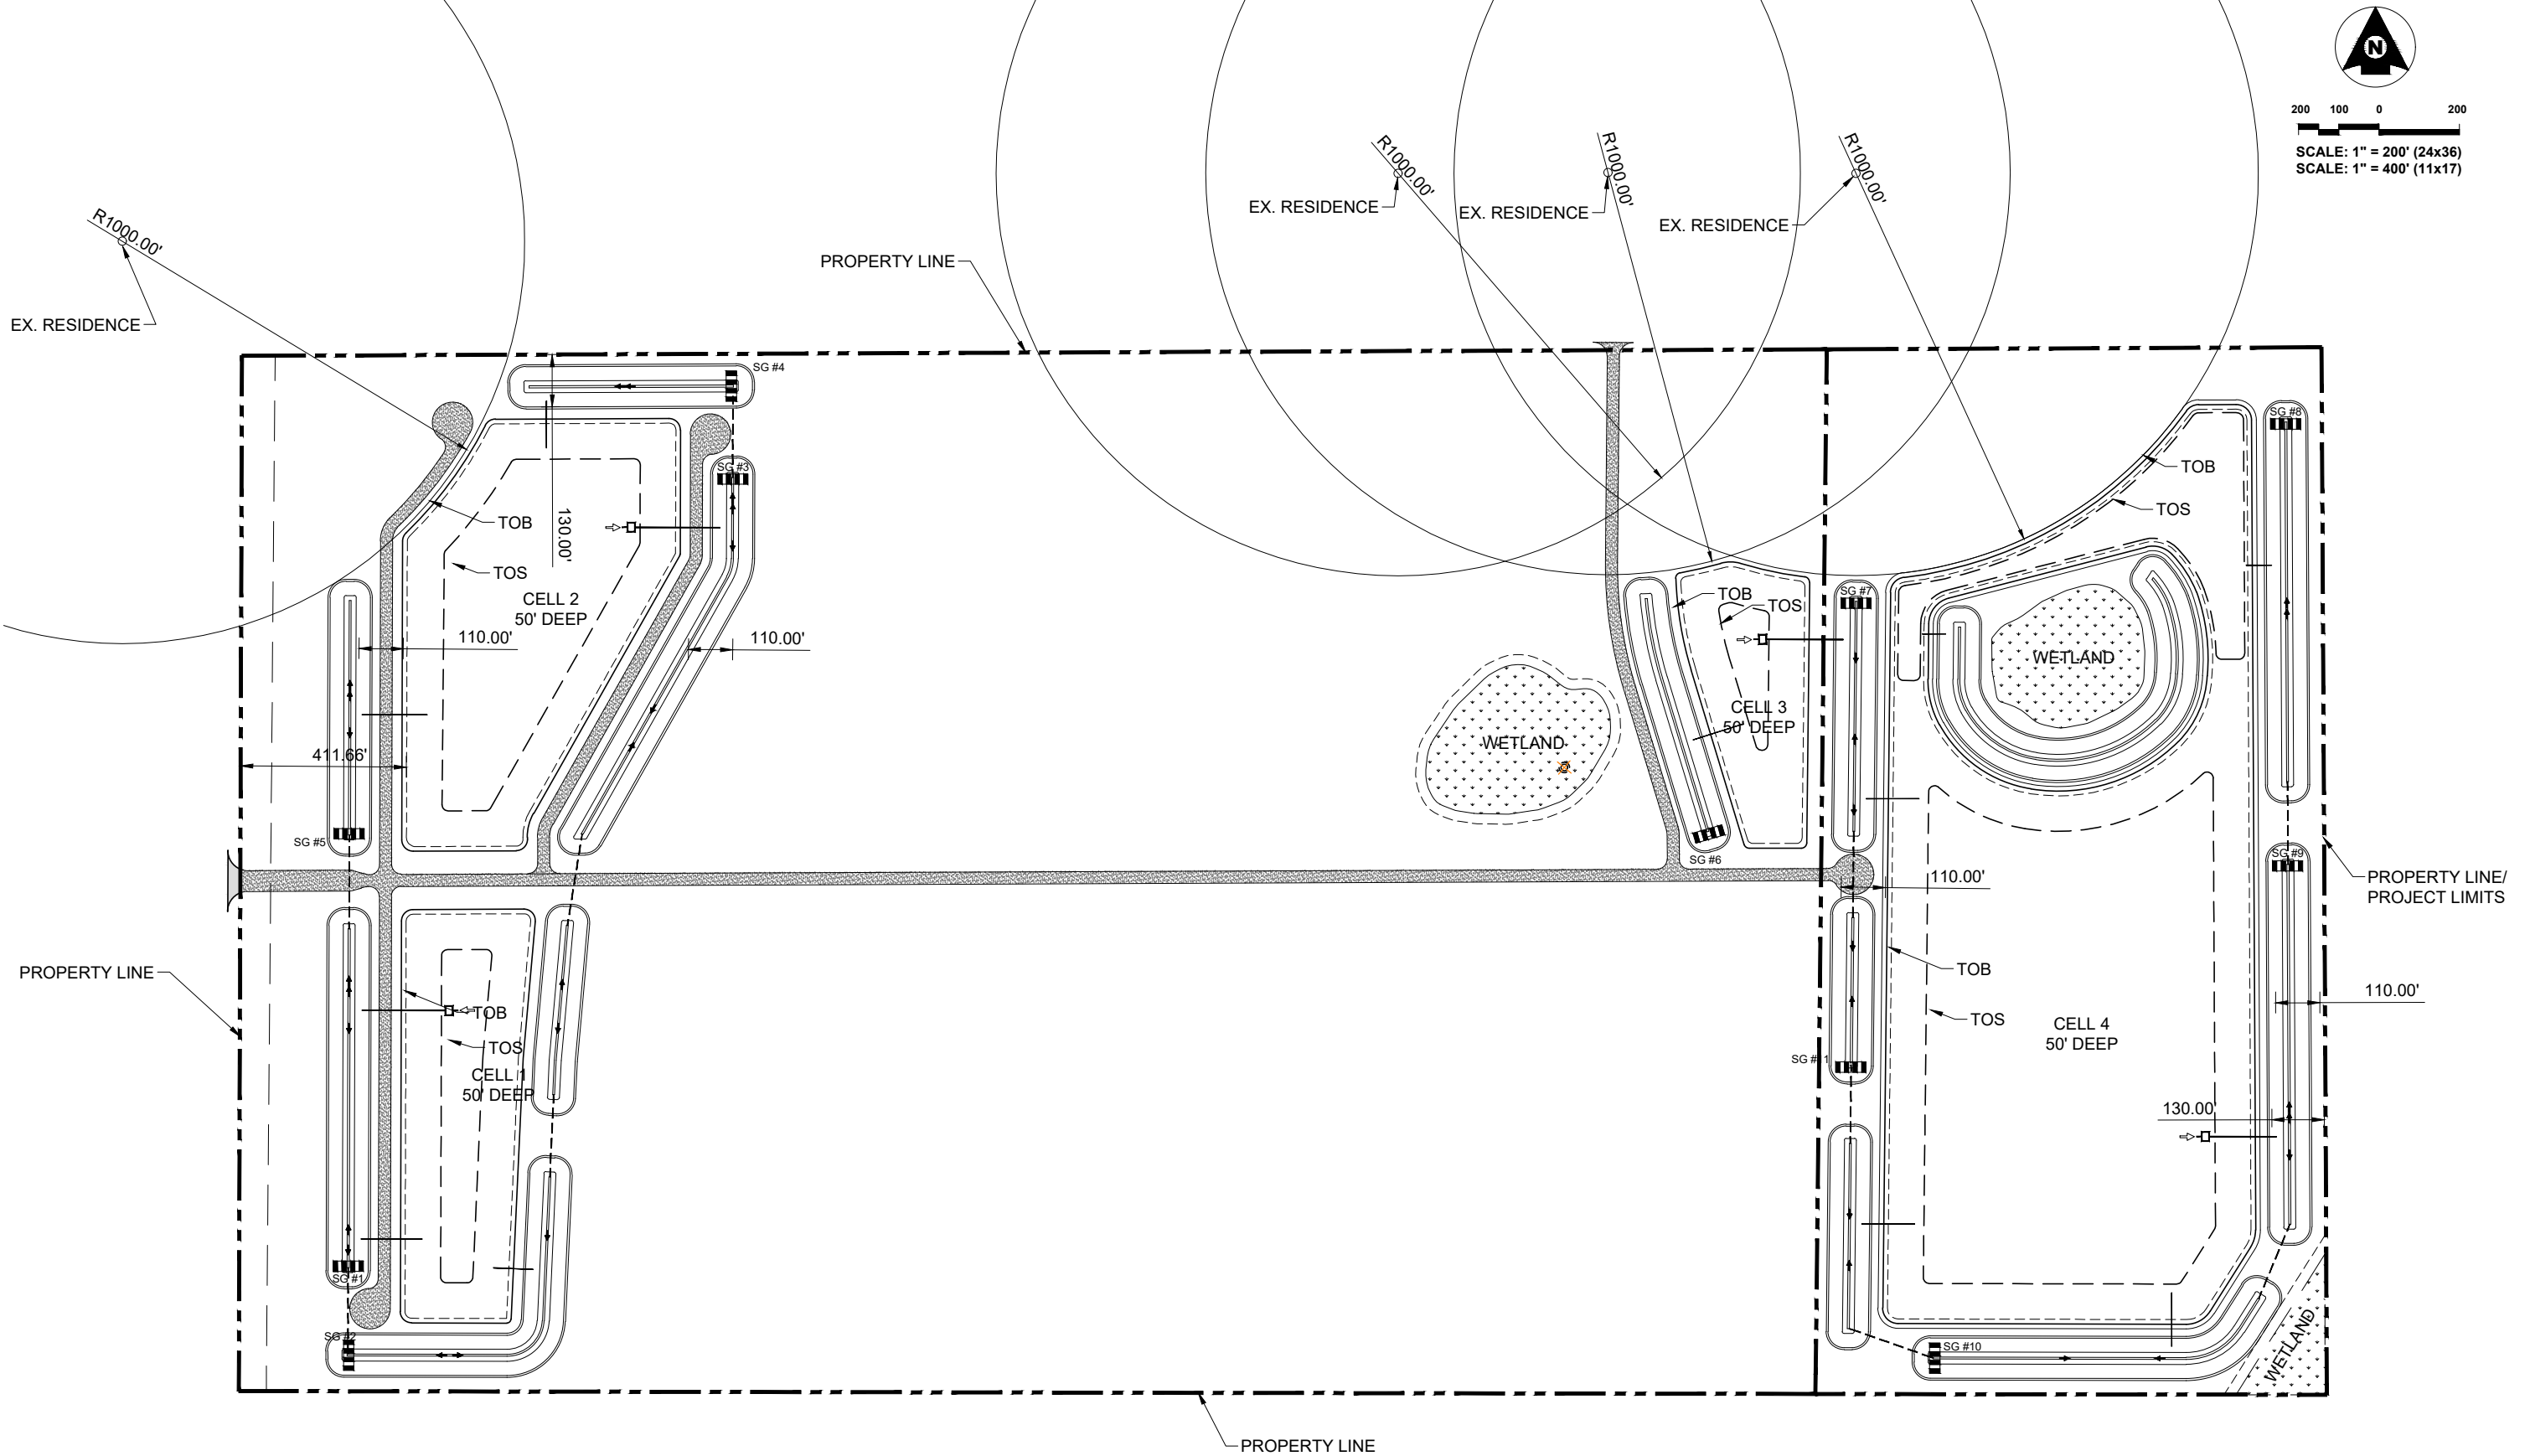 N
200 100 0 200
SCALE: 1" = 200' (24x36)
SCALE: 1" = 400' (11x17)
R1000.00'
EX. RESIDENCE
R1000.00'
EX. RESIDENCE
R1000.00'
EX. RESIDENCE
R1000.00'
EX. RESIDENCE
PROPERTY LINE
SG #4
SG #3
130.00'
TOB
TOS
CELL 2
50' DEEP
110.00'
110.00'
411.66'
SG #5
SG #8
TOB
TOS
SG #7
TOB
TOS
WETLAND
CELL 3
50' DEEP
WETLAND
SG #6
SG #9
110.00'
PROPERTY LINE/
PROJECT LIMITS
PROPERTY LINE
TOB
TOS
CELL 1
50' DEEP
TOB
TOS
CELL 4
50' DEEP
110.00'
SG #11
130.00'
SG #1
SG #2
SG #10
WETLAND
PROPERTY LINE